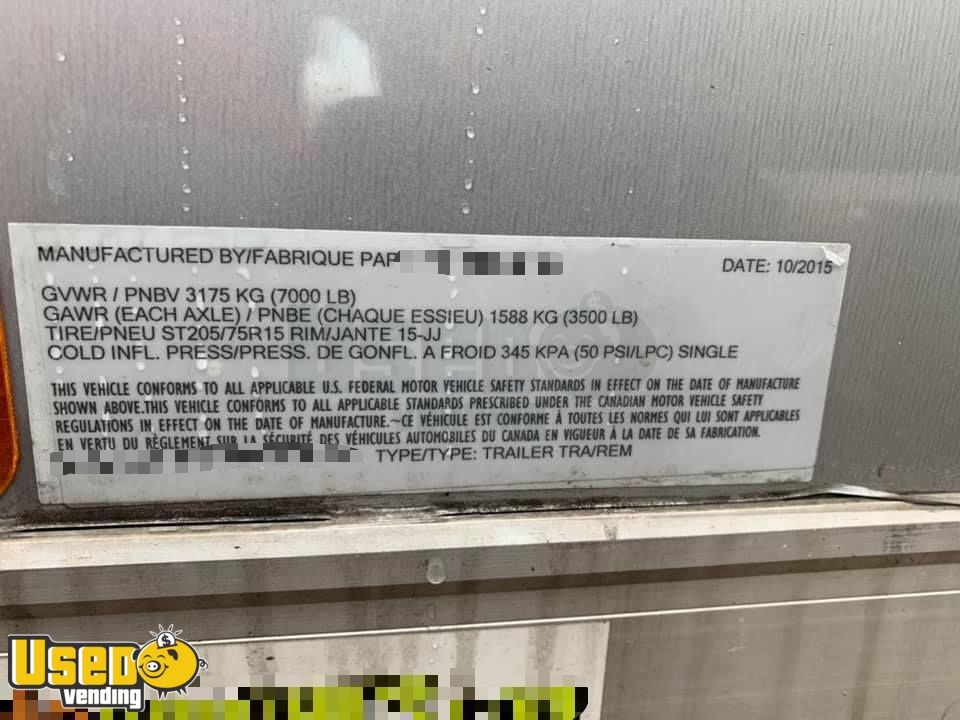 MANUFACTURED BY/FABRIQUE PAR
DATE: 10/2015
GVWR / PNBV 3175 KG (7000 LB)
GAWR (EACH AXLE) / PNBE (CHAQUE ESSIEU) 1588 KG (3500 LB)
TIRE/PNEU ST205/75R15 RIM/JANTE 15-JJ
COLD INFL. PRESS/PRESS. DE GONFL. A FROID 345 KPA (50 PSI/LPC) SINGLE
THIS VEHICLE CONFORMS TO ALL APPLICABLE U.S. FEDERAL MOTOR VEHICLE SAFETY STANDARDS IN EFFECT ON THE DATE OF MANUFACTURE
SHOWN ABOVE.THIS VEHICLE CONFORMS TO ALL APPLICABLE STANDARDS PRESCRIBED UNDER THE CANADIAN MOTOR VEHICLE SAFETY
REGULATIONS IN EFFECT ON THE DATE OF MANUFACTURE.~CE VÉHICULE EST CONFORME À TOUTES LES NORMES QUI LUI SONT APPLICABLES
EN VERTU DU RÈGLEMENT SUR LA SÉCURITÉ DES VÉHICULES AUTOMOBILES DU CANADA EN VIGUEUR À LA DATE DE SA FABRICATION.
TYPE/TYPE: TRAILER TRA/REM
USED
vending